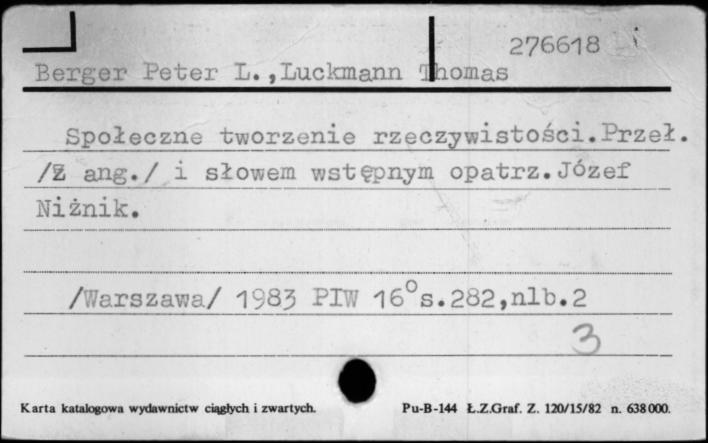 276618
Berger Peter L.,Luckmann Thomas
Społeczne tworzenie rzeczywistości.Przeł.
/Z ang./ i słowem wstępnym opatrz.Józef
Niżnik.
/Warszawa/ 1983 PIW 16°s.282,nlb.2
3
Karta katalogowa wydawnictw ciągłych i zwartych. Pu-B-144 Ł.Z.Graf. Z. 120/15/82 n. 638000.